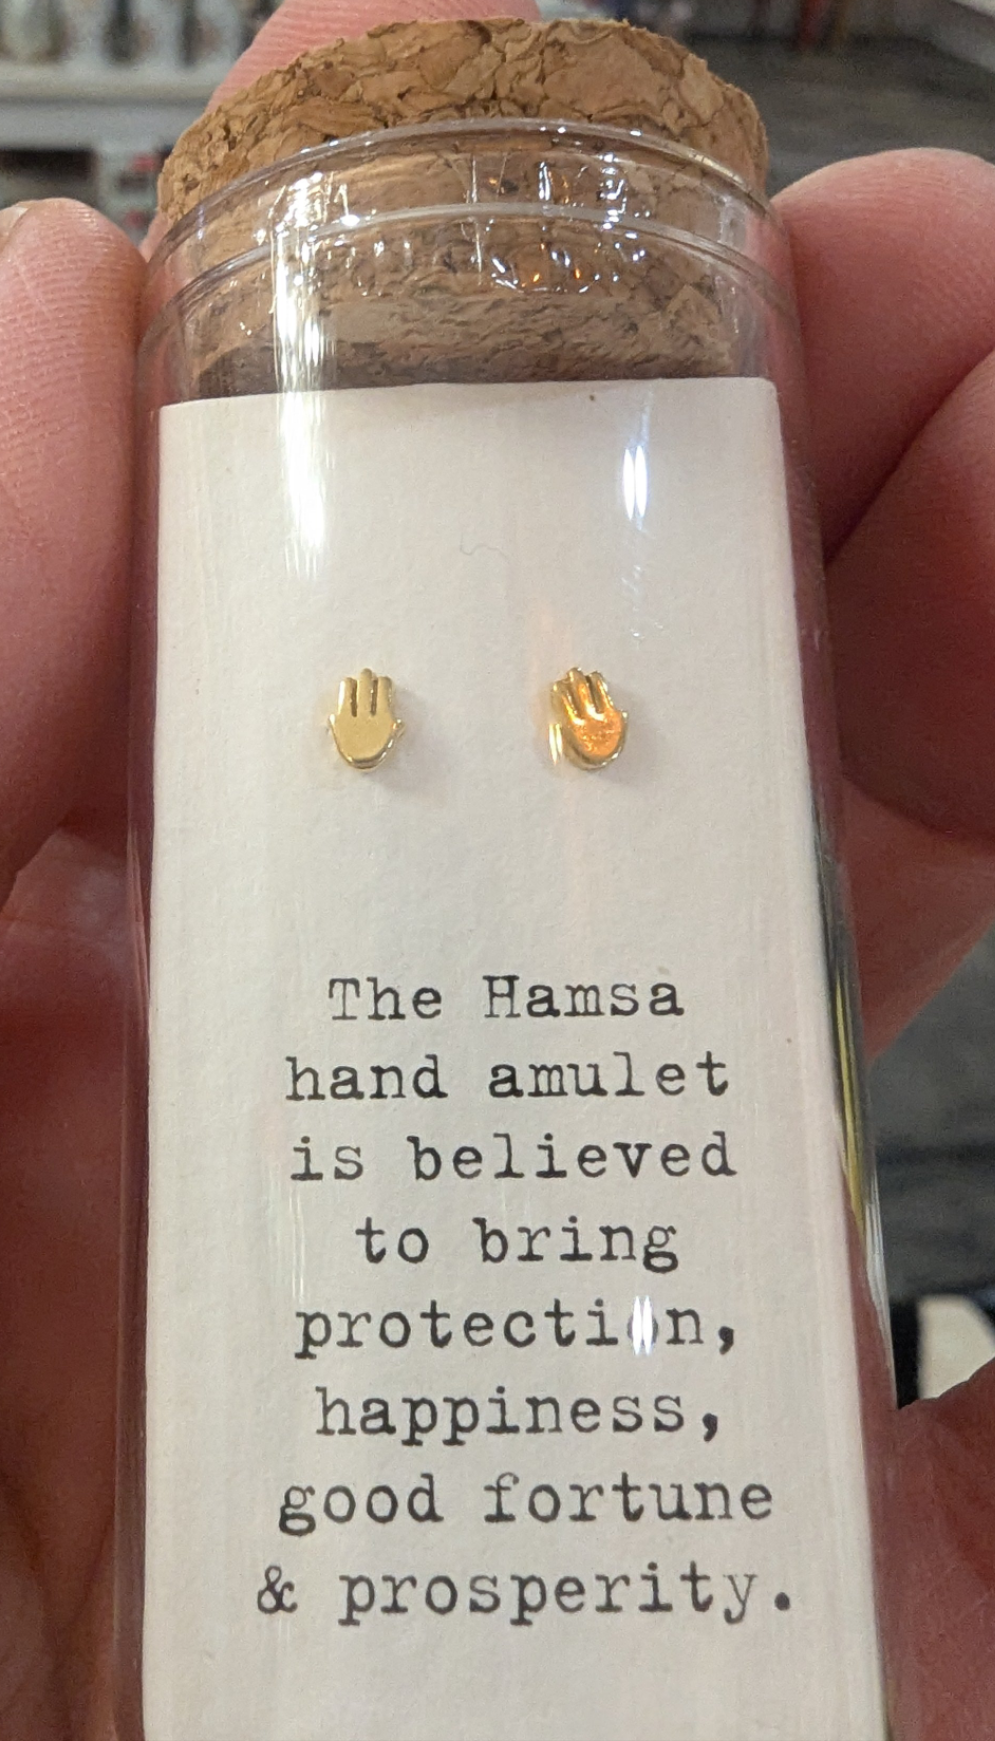 The Hamsa
hand amulet
is believed
to bring
protection,
happiness,
good fortune
& prosperity.